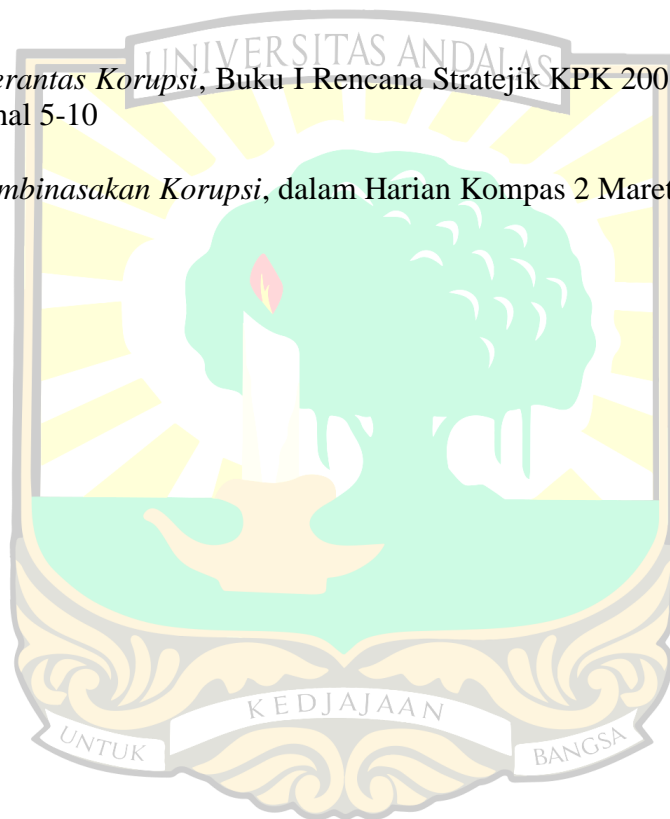 UNIVERSITAS ANDALAS
erantas Korupsi, Buku I Rencana Stratejik KPK 200
nal 5-10
mbinasakan Korupsi, dalam Harian Kompas 2 Maret
KEDJAJAAN
UNTUK
BANGSA